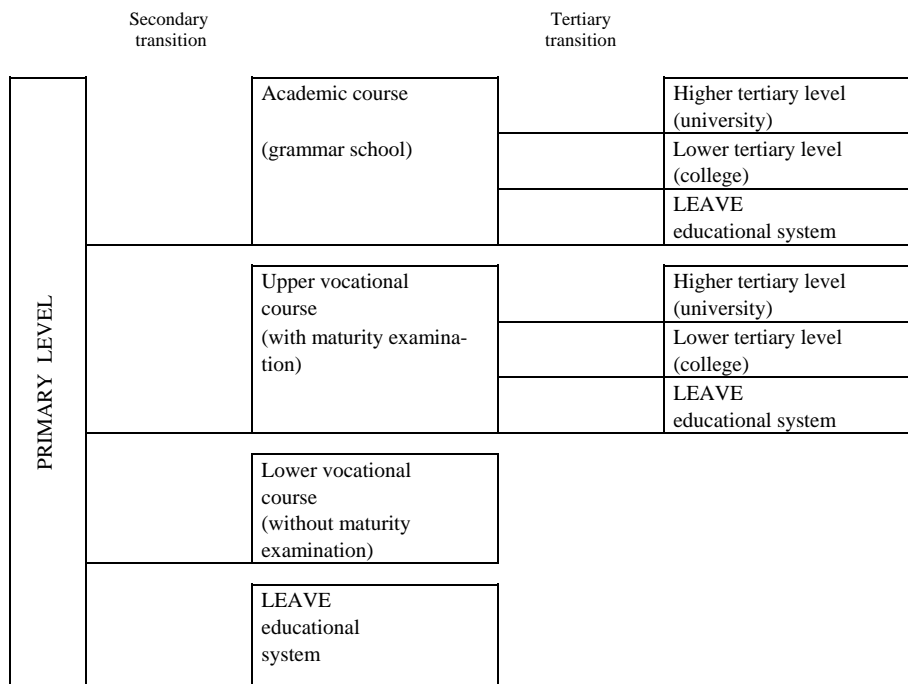 Secondary
transition
Tertiary
transition
PRIMARY LEVEL
Academic course
(grammar school)
Higher tertiary level
(university)
Lower tertiary level
(college)
LEAVE
educational system
Upper vocational
course
(with maturity examina-
tion)
Higher tertiary level
(university)
Lower tertiary level
(college)
LEAVE
educational system
Lower vocational
course
(without maturity
examination)
LEAVE
educational
system